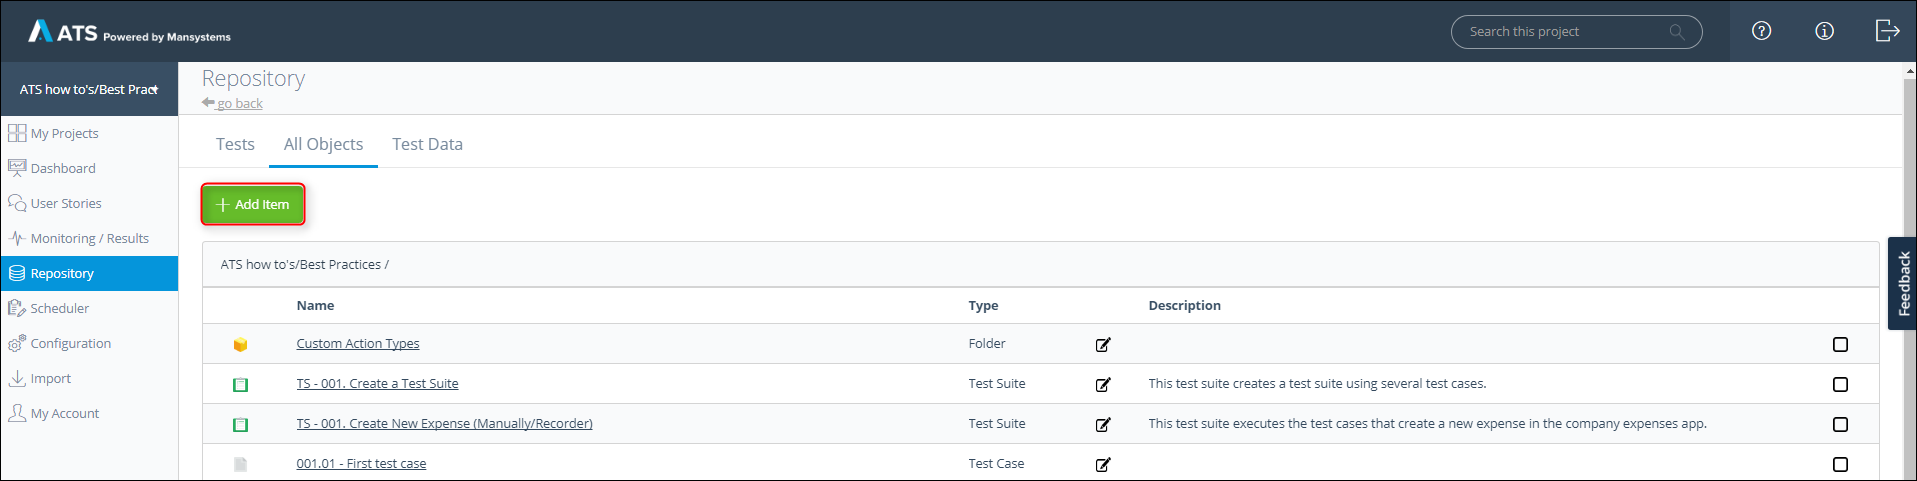 ATS Powered by Mansystems
Search this project
ATS how to's/Best Pract
Repository
go back
My Projects
Dashboard
User Stories
Monitoring / Results
Repository
Scheduler
Configuration
Import
My Account
Tests All Objects Test Data
+ Add Item
ATS how to's/Best Practices /
Name Type Description
Custom Action Types Folder
TS - 001. Create a Test Suite Test Suite This test suite creates a test suite using several test cases.
TS - 001. Create New Expense (Manually/Recorder) Test Suite This test suite executes the test cases that create a new expense in the company expenses app.
001.01 - First test case Test Case
Feedback